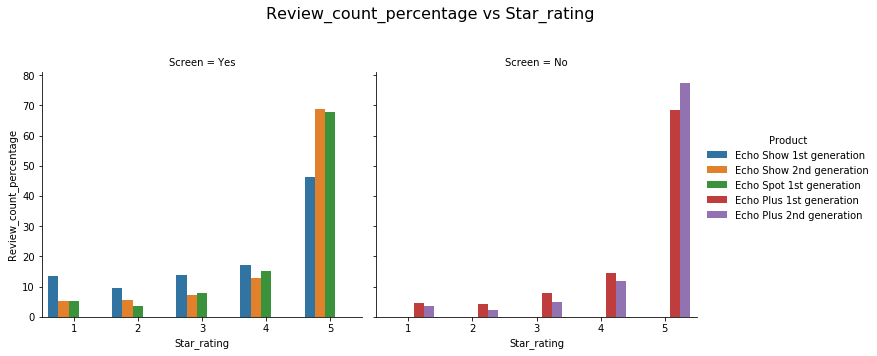 Review_count_percentage vs Star_rating
Screen = Yes
Screen = No
80
70
60
50
40
30
20
10
0
Review_count_percentage
1 2 3 4 5
Star_rating
1 2 3 4 5
Star_rating
Product
Echo Show 1st generation
Echo Show 2nd generation
Echo Spot 1st generation
Echo Plus 1st generation
Echo Plus 2nd generation